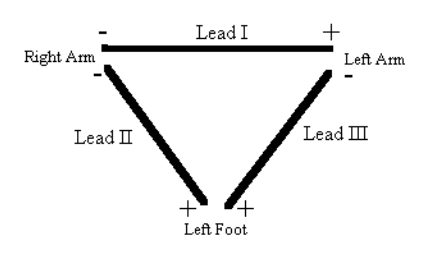 - Lead I +
Right Arm Left Arm
- -
Lead II Lead III
+ +
Left Foot